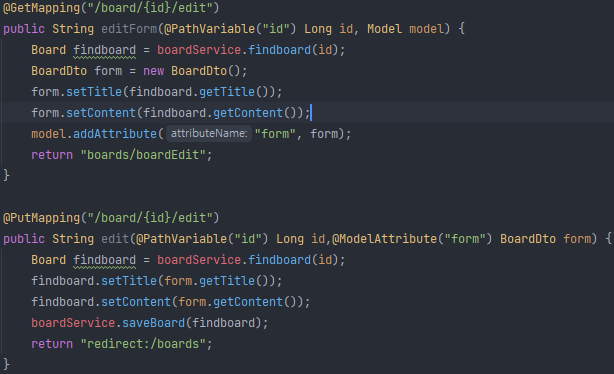 @GetMapping("/board/{id}/edit")
public String editForm(@PathVariable("id") Long id, Model model) {
    Board findboard = boardService.findboard(id);
    BoardDto form = new BoardDto();
    form.setTitle(findboard.getTitle());
    form.setContent(findboard.getContent());
    model.addAttribute( attributeName: "form", form);
    return "boards/boardEdit";
}
@PutMapping("/board/{id}/edit")
public String edit(@PathVariable("id") Long id,@ModelAttribute("form") BoardDto form) {
    Board findboard = boardService.findboard(id);
    findboard.setTitle(form.getTitle());
    findboard.setContent(form.getContent());
    boardService.saveBoard(findboard);
    return "redirect:/boards";
}